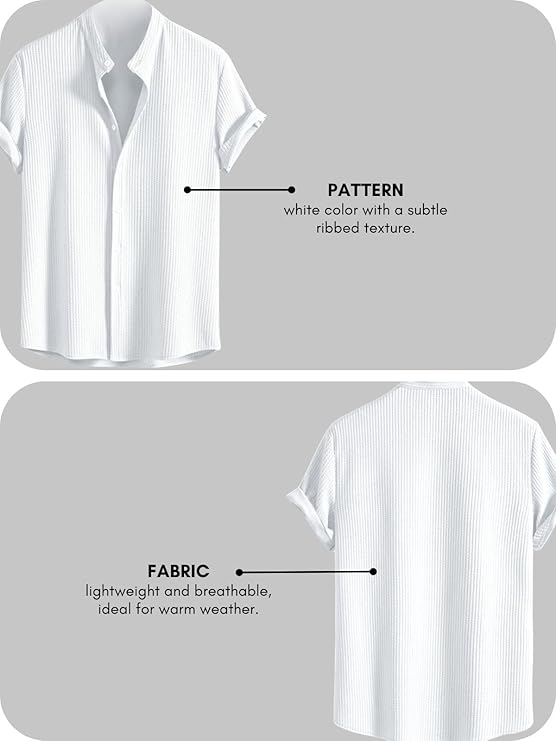 PATTERN
white color with a subtle
ribbed texture.
FABRIC
lightweight and breathable,
ideal for warm weather.